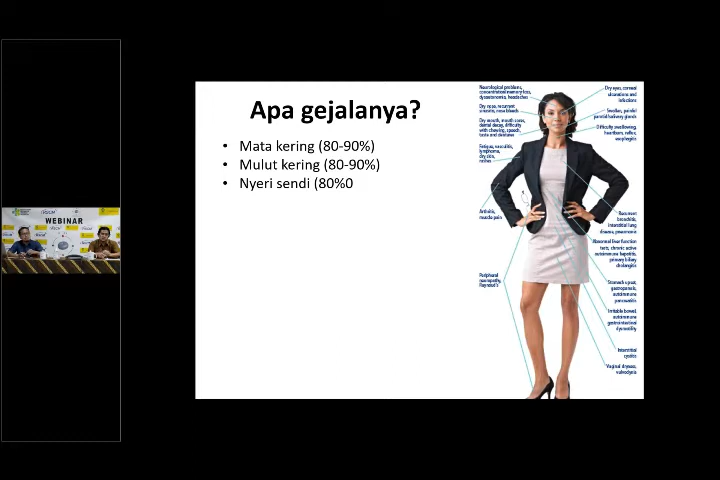 WEBINAR
Apa gejalanya?
• Mata kering (80-90%)
• Mulut kering (80-90%)
• Nyeri sendi (80%0
Neurological problems,
concentration/memory loss,
dysautonomia, headaches
Dry nose, recurrent
sinusitis, nose bleeds
Dry mouth, mouth sores,
dental decay, difficulty
with chewing, speech,
taste and dentures
Fatigue, vasculitis,
lymphoma,
dry skin,
rashes
Arthritis,
muscle pain
Peripheral
neuropathy
Raynaud's
Dry eyes, corneal
ulcerations and
infections
Swollen, painful
parotid/salivary glands
Difficulty swallowing,
heartburn, reflux,
esophagitis
Recurrent
bronchitis,
interstitial lung
disease, pneumonia
Abnormal liver function
tests, chronic active
autoimmune hepatitis,
primary biliary
cholangitis
Stomach upset,
gastroparesis,
autoimmune
pancreatitis
Irritable bowel,
autoimmune
gastrointestinal
dysmotility
Interstitial
cystitis
Vaginal dryness,
vulvodynia